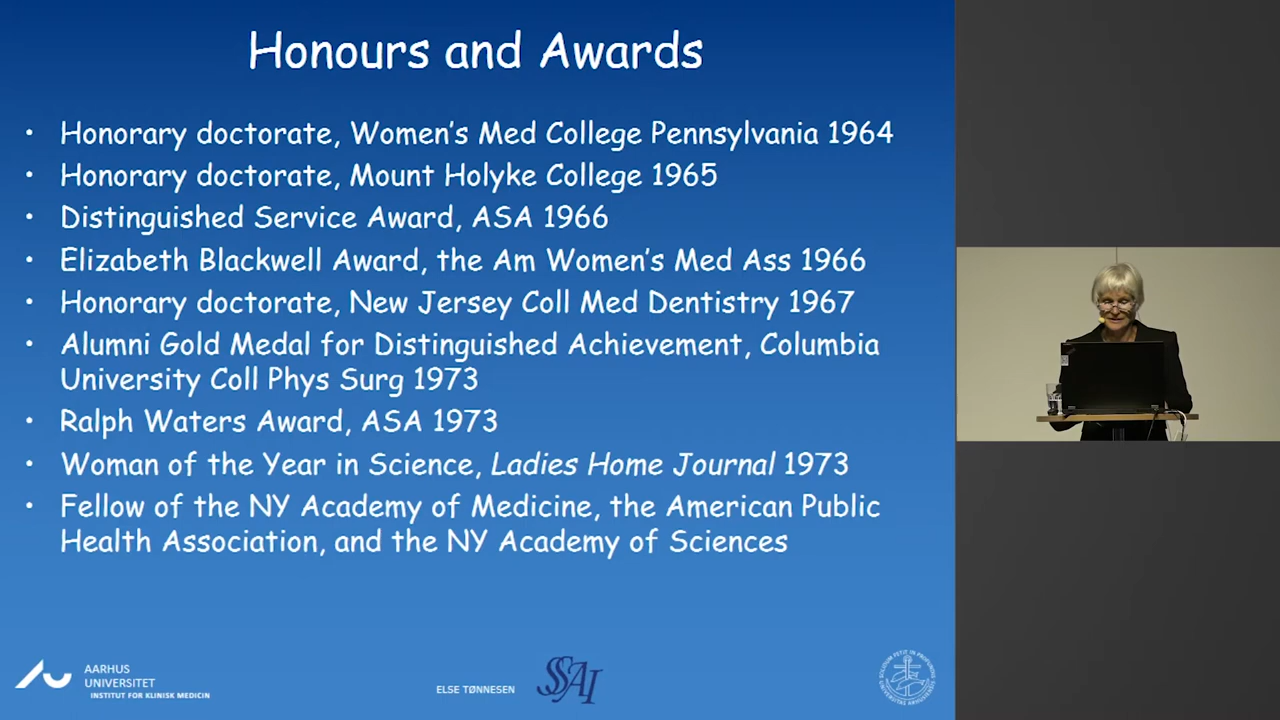 Honours and Awards
• Honorary doctorate, Women's Med College Pennsylvania 1964
• Honorary doctorate, Mount Holyke College 1965
• Distinguished Service Award, ASA 1966
• Elizabeth Blackwell Award, the Am Women's Med Ass 1966
• Honorary doctorate, New Jersey Coll Med Dentistry 1967
• Alumni Gold Medal for Distinguished Achievement, Columbia
University Coll Phys Surg 1973
• Ralph Waters Award, ASA 1973
• Woman of the Year in Science, Ladies Home Journal 1973
• Fellow of the NY Academy of Medicine, the American Public
Health Association, and the NY Academy of Sciences
AARHUS
UNIVERSITET
INSTITUT FOR KLINISK MEDICIN
ELSE TØNNESEN
SSAI